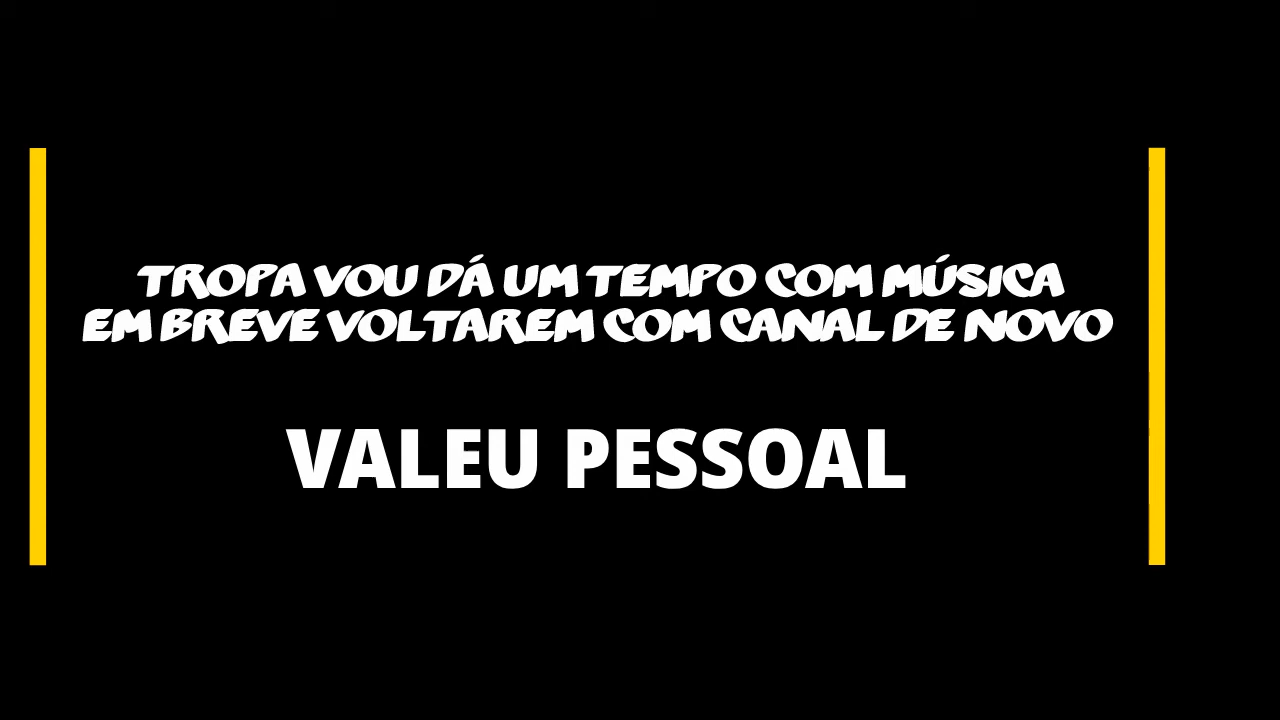 TROPA VOU DÁ UM TEMPO COM MÚSICA
EM BREVE VOLTAREM COM CANAL DE NOVO
VALEU PESSOAL